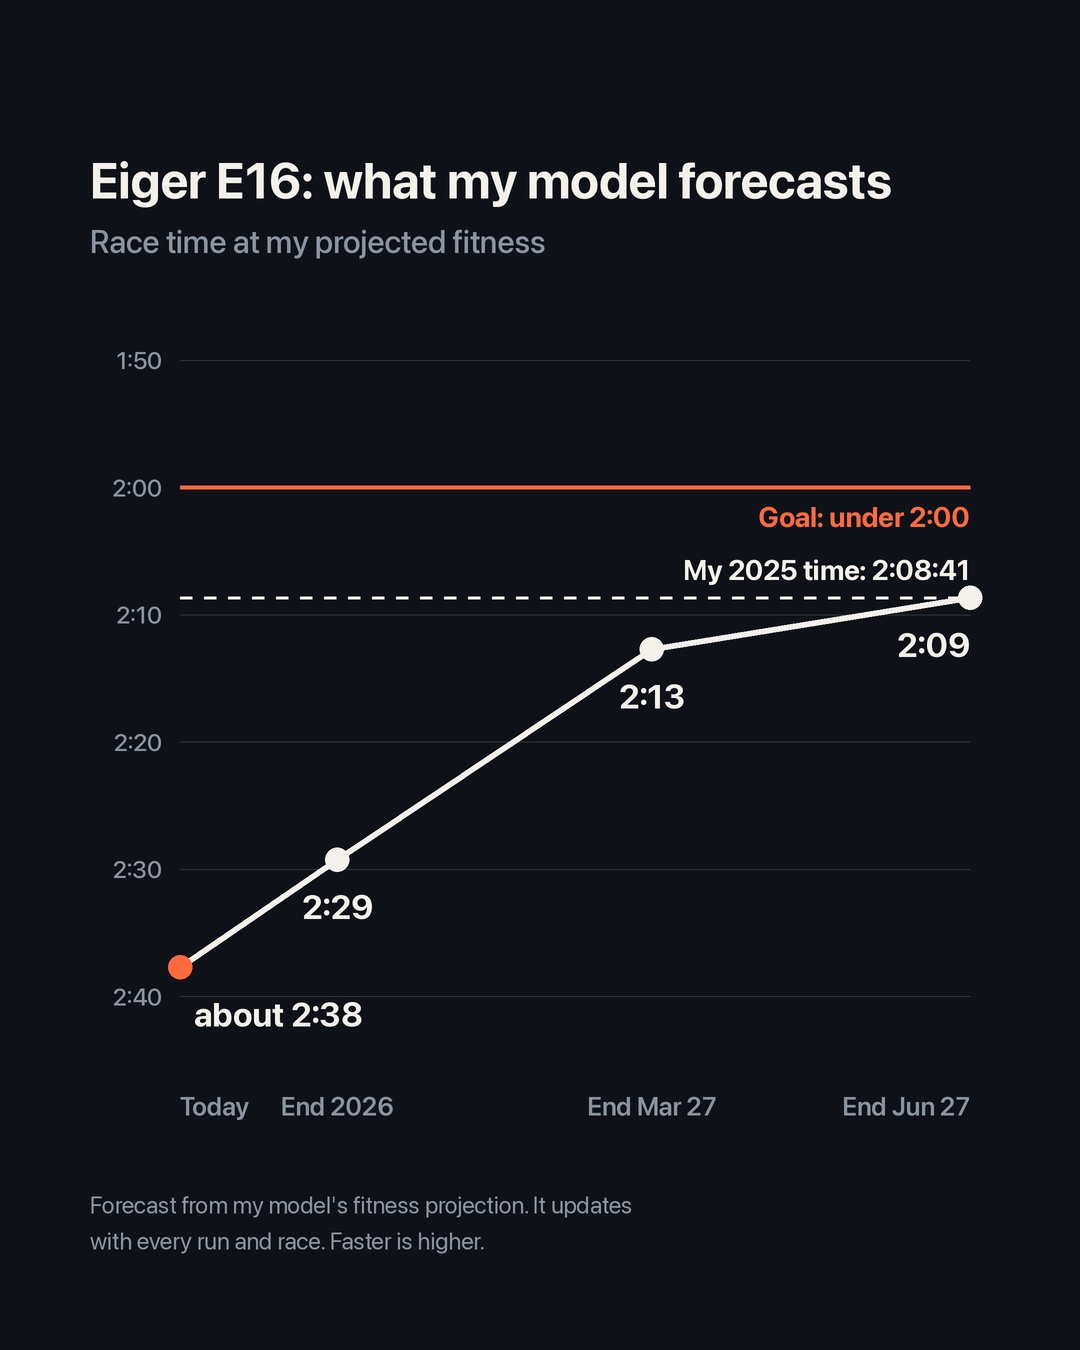 Eiger E16: what my model forecasts
Race time at my projected fitness
1:50
2:00
Goal: under 2:00
My 2025 time: 2:08:41
2:10
2:09
2:13
2:20
2:30
2:29
2:40
about 2:38
Today End 2026 End Mar 27 End Jun 27
Forecast from my model's fitness projection. It updates
with every run and race. Faster is higher.